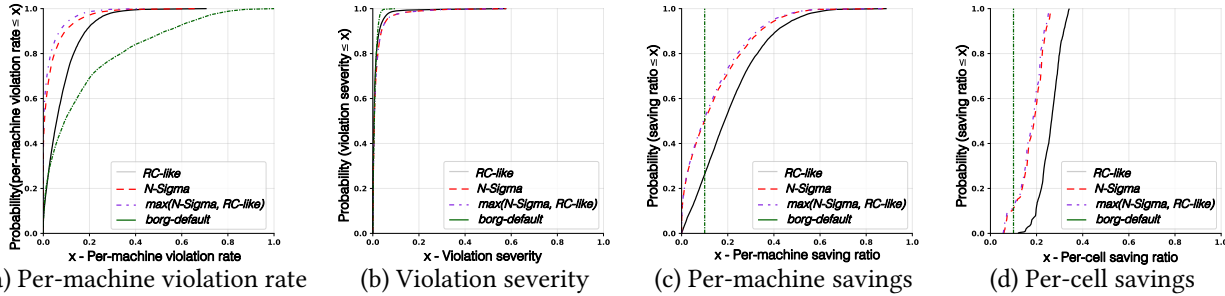 Probability(per-machine violation rate ≤ x)
1.0
0.8
0.6
0.4
0.2
0.0
RC-like
N-Sigma
max(N-Sigma, RC-like)
borg-default
0.0 0.2 0.4 0.6 0.8 1.0
x - Per-machine violation rate
) Per-machine violation rate
Probability (violation severity ≤ x)
1.0
0.8
0.6
0.4
0.2
0.0
RC-like
N-Sigma
max(N-Sigma, RC-like)
borg-default
0.0 0.2 0.4 0.6 0.8 1.0
x - Violation severity
(b) Violation severity
Probability (saving ratio ≤ x)
1.0
0.8
0.6
0.4
0.2
0.0
RC-like
N-Sigma
max(N-Sigma, RC-like)
borg-default
0.0 0.2 0.4 0.6 0.8 1.0
x - Per-machine saving ratio
(c) Per-machine savings
Probability (saving ratio ≤ x)
1.0
0.8
0.6
0.4
0.2
0.0
RC-like
N-Sigma
max(N-Sigma, RC-like)
borg-default
0.0 0.2 0.4 0.6 0.8 1.0
x - Per-cell saving ratio
(d) Per-cell savings